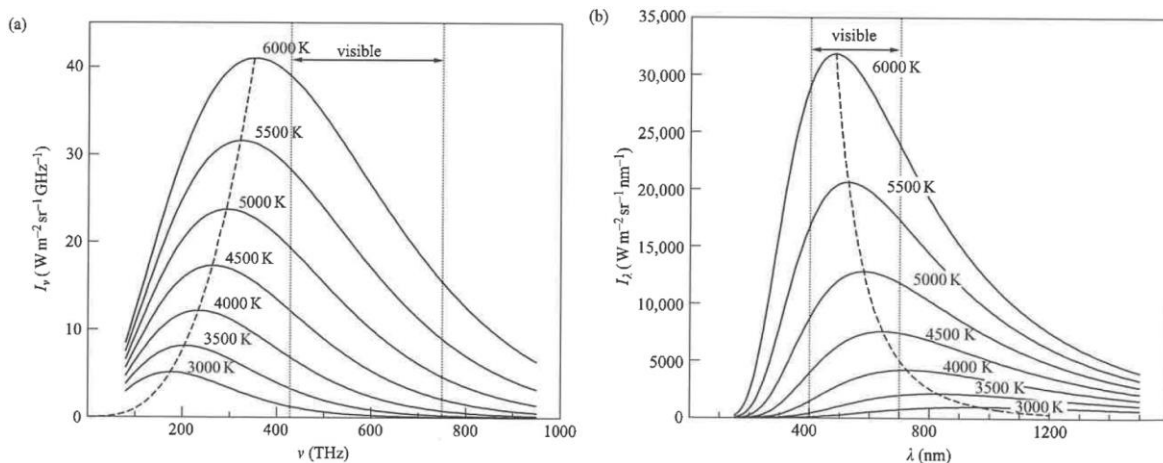 (a)
40
30
20
10
0
I_ν (W m⁻² sr⁻¹ GHz⁻¹)
6000 K
visible
5500 K
5000 K
4500 K
4000 K
3500 K
3000 K
200 400 600 800 1000
ν (THz)
(b)
35,000
30,000
25,000
20,000
15,000
10,000
5000
0
I_λ (W m⁻² sr⁻¹ nm⁻¹)
visible
6000 K
5500 K
5000 K
4500 K
4000 K
3500 K
3000 K
400 800 1200
λ (nm)